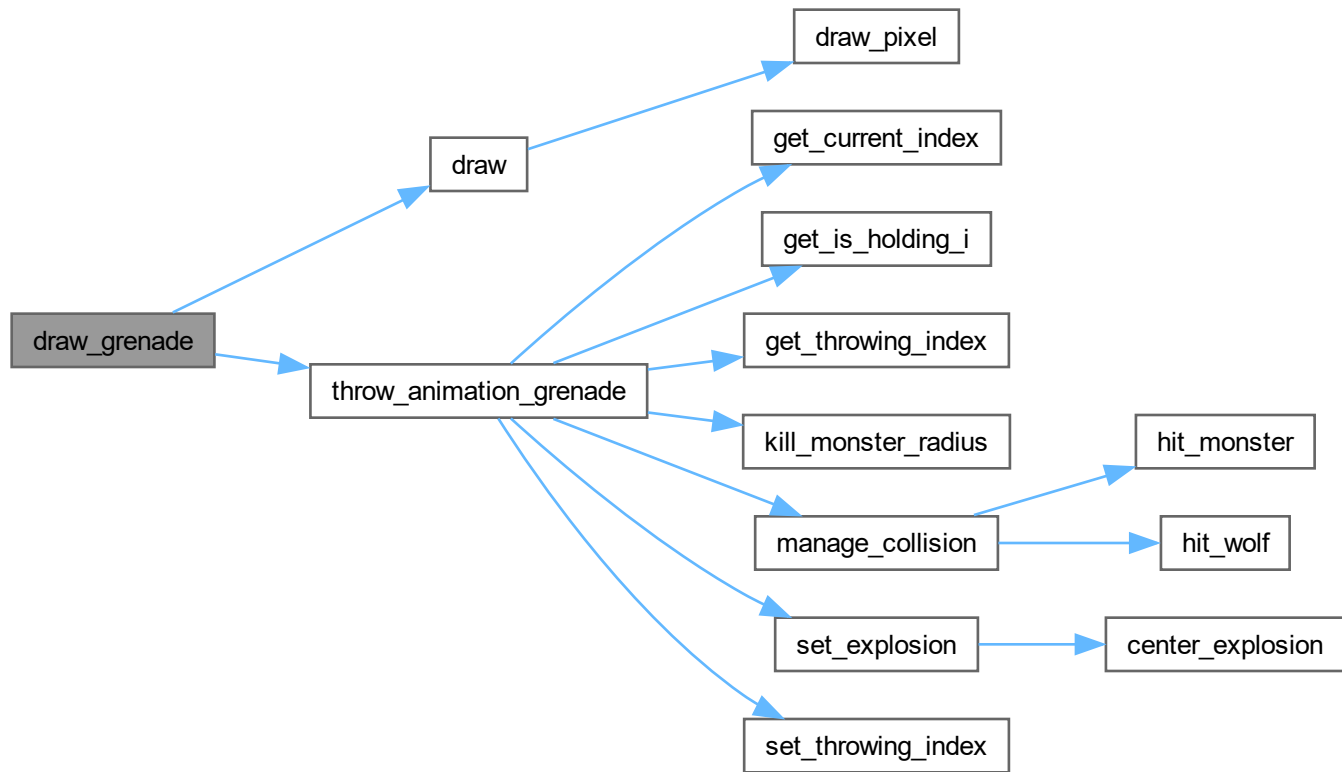 draw_pixel
get_current_index
draw
get_is_holding_i
draw_grenade
get_throwing_index
throw_animation_grenade
kill_monster_radius
hit_monster
manage_collision
hit_wolf
set_explosion
center_explosion
set_throwing_index